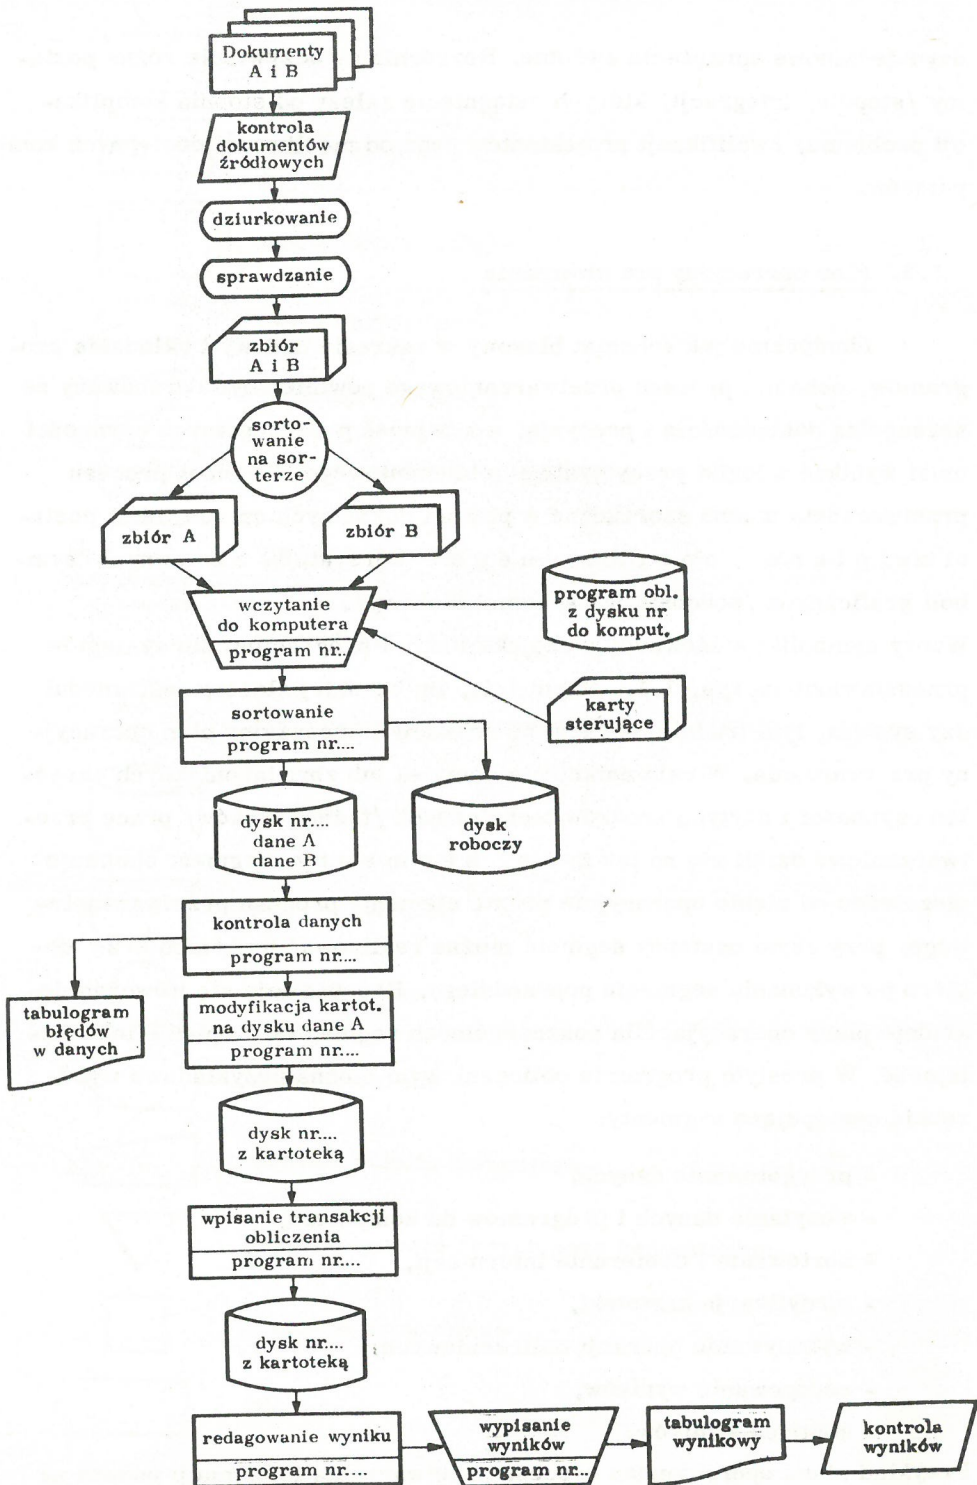 Dokumenty
A i B
kontrola
dokumentów
źródłowych
dziurkowanie
sprawdzanie
zbiór
A i B
sorto-
wanie
na sor-
terze
zbiór A
zbiór B
wczytanie
do komputera
program nr...
program obl.
z dysku nr
do komput.
karty
sterujące
sortowanie
program nr....
dysk nr....
dane A
dane B
dysk
roboczy
kontrola danych
program nr....
tabulogram
błędów
w danych
modyfikacja kartot.
na dysku dane A
program nr....
dysk nr....
z kartoteką
wpisanie transakcji
obliczenia
program nr....
dysk nr....
z kartoteką
redagowanie wyniku
program nr....
wypisanie
wyników
program nr...
tabulogram
wynikowy
kontrola
wyników